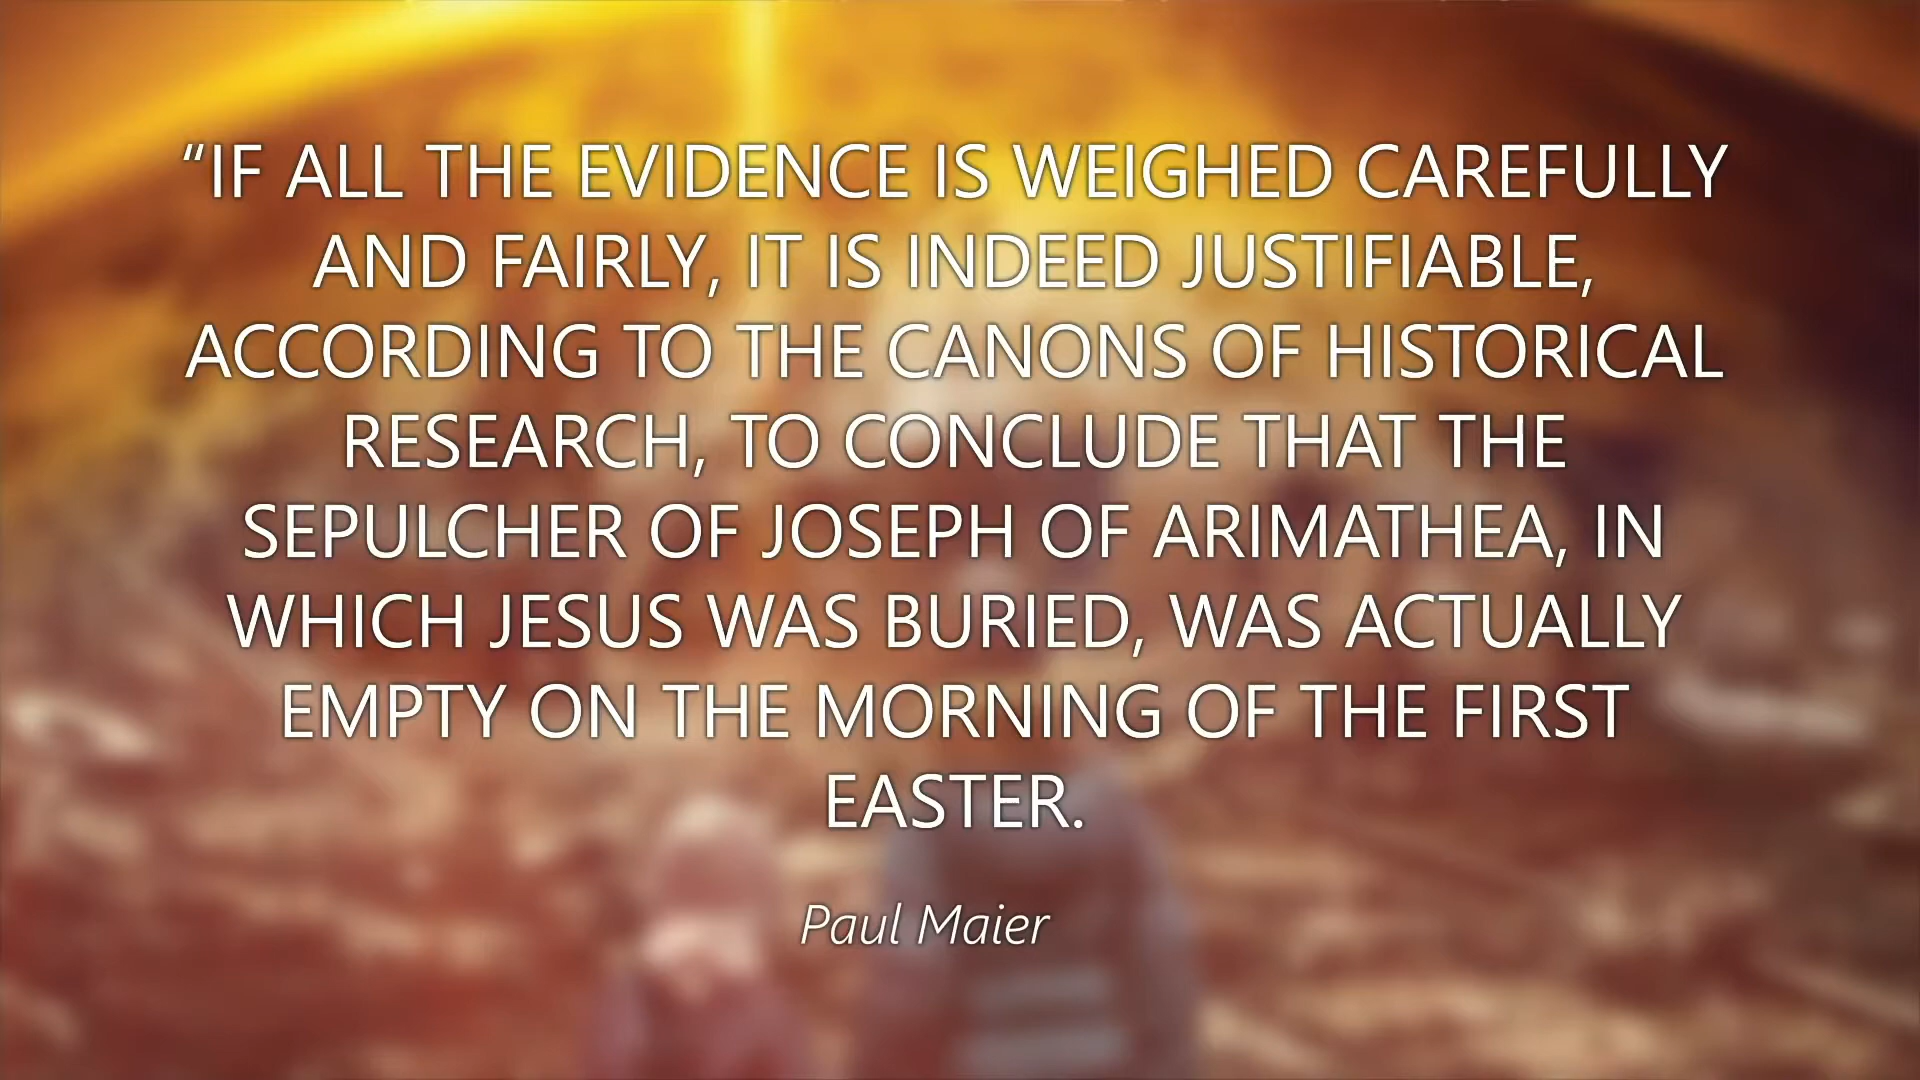 “IF ALL THE EVIDENCE IS WEIGHED CAREFULLY
AND FAIRLY, IT IS INDEED JUSTIFIABLE,
ACCORDING TO THE CANONS OF HISTORICAL
RESEARCH, TO CONCLUDE THAT THE
SEPULCHER OF JOSEPH OF ARIMATHEA, IN
WHICH JESUS WAS BURIED, WAS ACTUALLY
EMPTY ON THE MORNING OF THE FIRST
EASTER.
Paul Maier